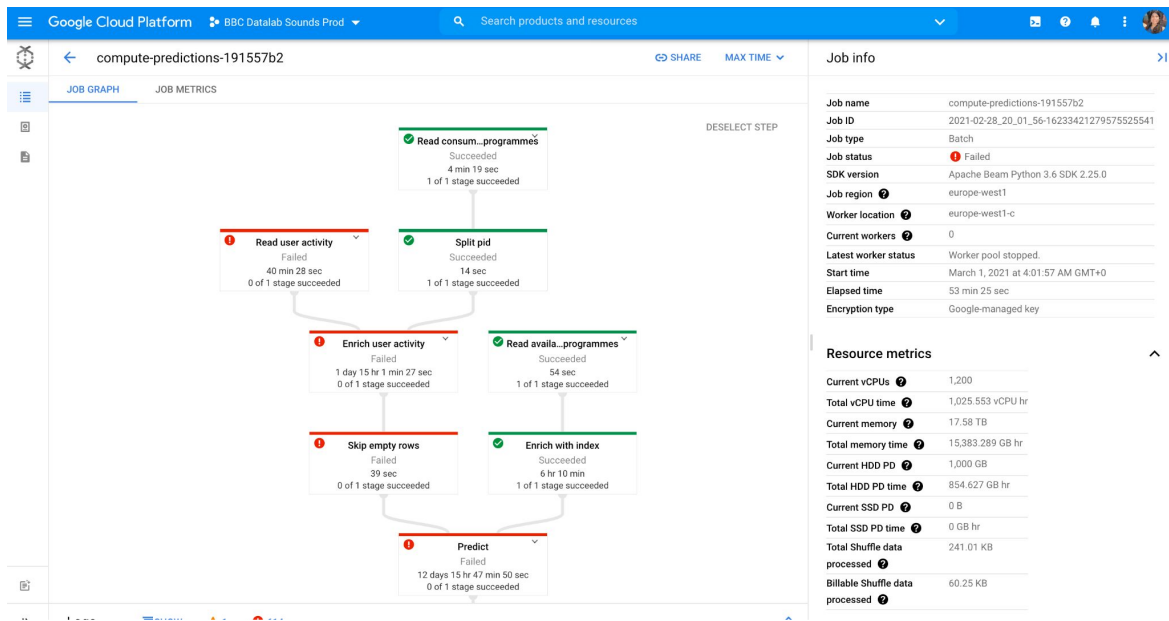 Google Cloud Platform
BBC Datalab Sounds Prod
Search products and resources
compute-predictions-191557b2
SHARE
MAX TIME
JOB GRAPH
JOB METRICS
DESELECT STEP
Read consum...programmes
Succeeded
4 min 19 sec
1 of 1 stage succeeded
Read user activity
Failed
40 min 28 sec
0 of 1 stage succeeded
Split pid
Succeeded
14 sec
1 of 1 stage succeeded
Enrich user activity
Failed
1 day 15 hr 1 min 27 sec
0 of 1 stage succeeded
Read availa...programmes
Succeeded
54 sec
1 of 1 stage succeeded
Skip empty rows
Failed
39 sec
0 of 1 stage succeeded
Enrich with index
Succeeded
6 hr 10 min
1 of 1 stage succeeded
Predict
Failed
12 days 15 hr 47 min 50 sec
0 of 1 stage succeeded
Job info
Job name compute-predictions-191557b2
Job ID 2021-02-28_20_01_56-16233421279575525541
Job type Batch
Job status Failed
SDK version Apache Beam Python 3.6 SDK 2.25.0
Job region europe-west1
Worker location europe-west1-c
Current workers 0
Latest worker status Worker pool stopped.
Start time March 1, 2021 at 4:01:57 AM GMT+0
Elapsed time 53 min 25 sec
Encryption type Google-managed key
Resource metrics
Current vCPUs 1,200
Total vCPU time 1,025.553 vCPU hr
Current memory 17.58 TB
Total memory time 15,383.289 GB hr
Current HDD PD 1,000 GB
Total HDD PD time 854.627 GB hr
Current SSD PD 0 B
Total SSD PD time 0 GB hr
Total Shuffle data 241.01 KB
processed
Billable Shuffle data 60.25 KB
processed